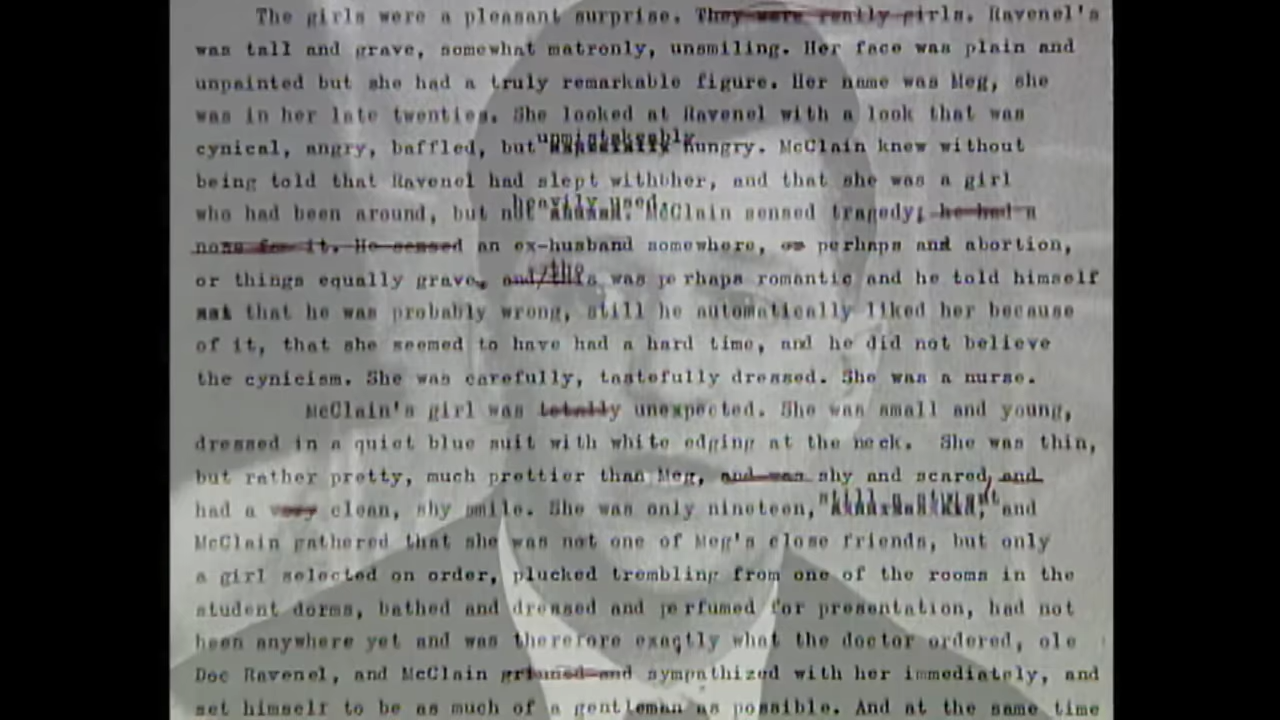 The girls were a pleasant surprise. They were really girls. Ravenel's
was tall and grave, somewhat matronly, unsmiling. Her face was plain and
unpainted but she had a truly remarkable figure. Her name was Meg, she
was in her late twenties. She looked at Ravenel with a look that was
cynical, angry, baffled, but unmistakeably hungry. McClain knew without
being told that Ravenel had slept withbher, and that she was a girl
who had been around, but not heavily used. McClain sensed tragedy; he had a
nose for it. He sensed an ex-husband somewhere, or perhaps and abortion,
or things equally grave. and/this was perhaps romantic and he told himself
that he was probably wrong, still he automatically liked her because
of it, that she seemed to have had a hard time, and he did not believe
the cynicism. She was carefully, tastefully dressed. She was a nurse.
McClain's girl was totally unexpected. She was small and young,
dressed in a quiet blue suit with white edging at the neck. She was thin,
but rather pretty, much prettier than Meg, and was shy and scared, and
had a very clean, shy smile. She was only nineteen, still a student, and
McClain gathered that she was not one of Meg's close friends, but only
a girl selected on order, plucked trembling from one of the rooms in the
student dorms, bathed and dressed and perfumed for presentation, had not
been anywhere yet and was therefore exactly what the doctor ordered, ole
Doc Ravenel, and McClain grinned and sympathized with her immediately, and
set himself to be as much of a gentleman as possible. And at the same time